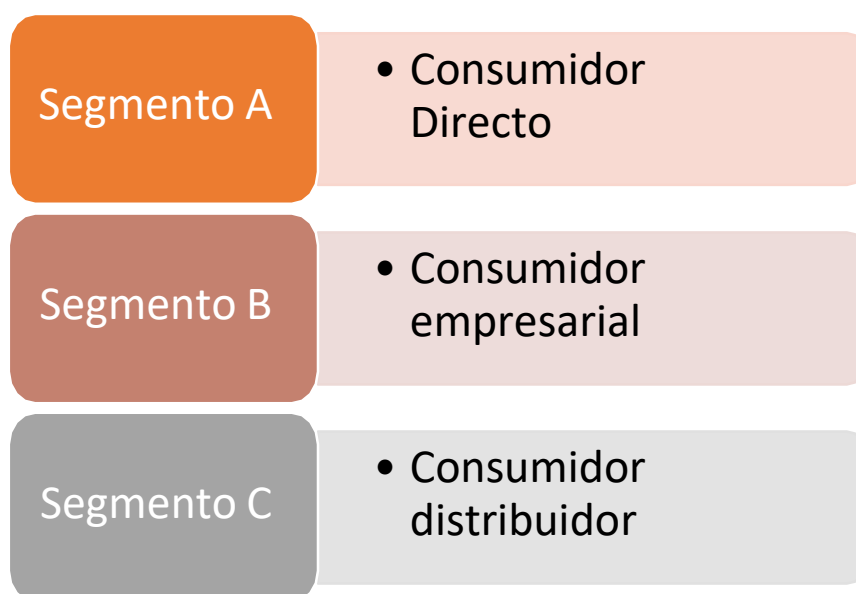 Segmento A
• Consumidor
Directo
Segmento B
• Consumidor
empresarial
Segmento C
• Consumidor
distribuidor